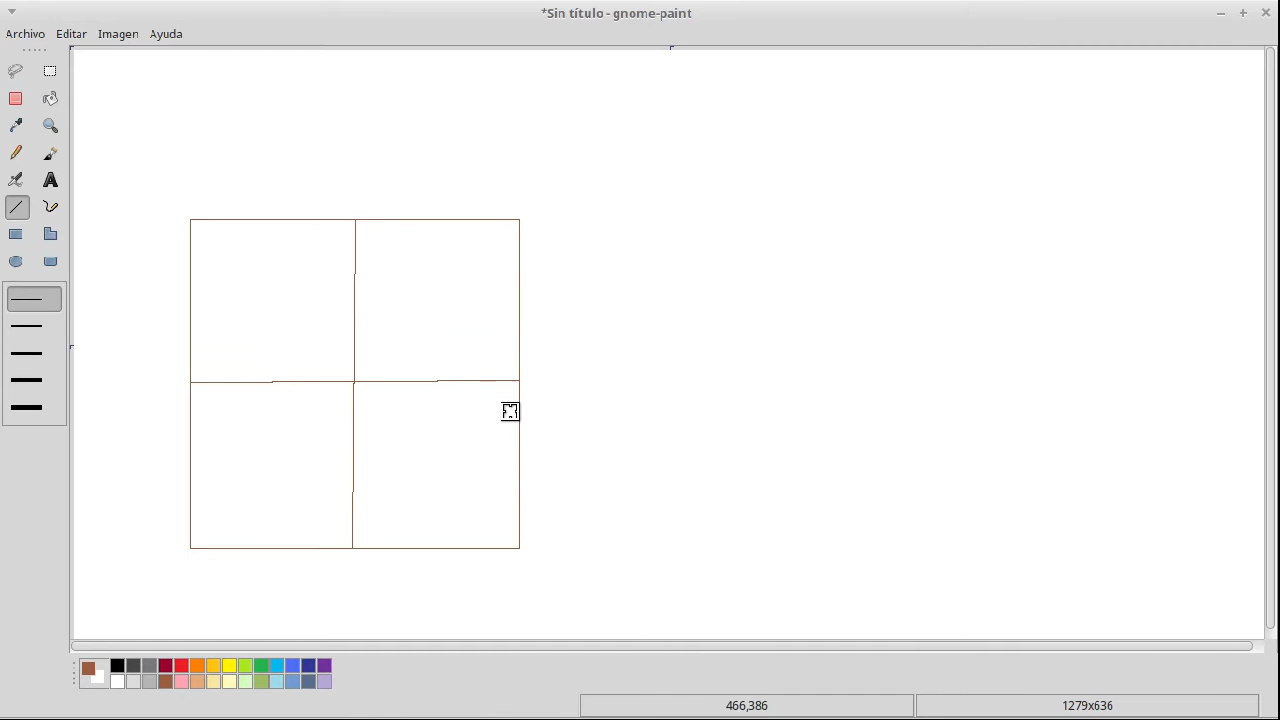 *Sin título - gnome-paint
Archivo Editar Imagen Ayuda
A
466,386 1279x636